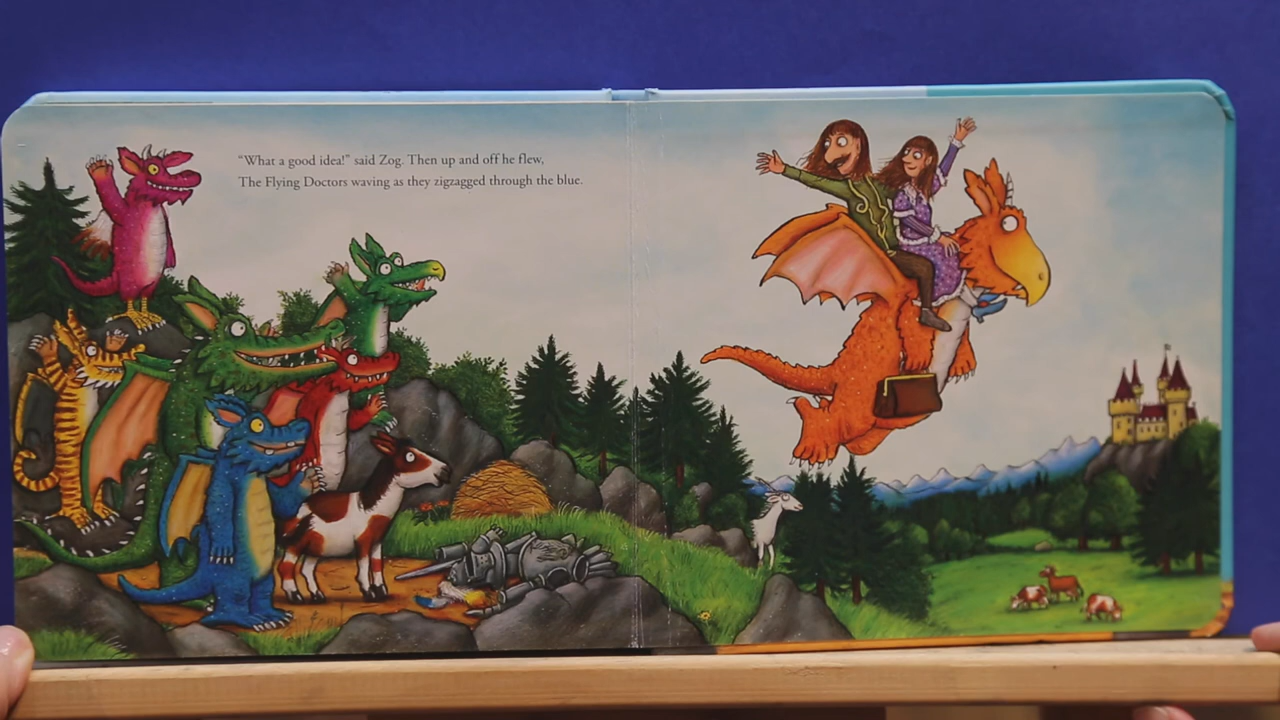 “What a good idea!” said Zog. Then up and off he flew,
The Flying Doctors waving as they zigzagged through the blue.